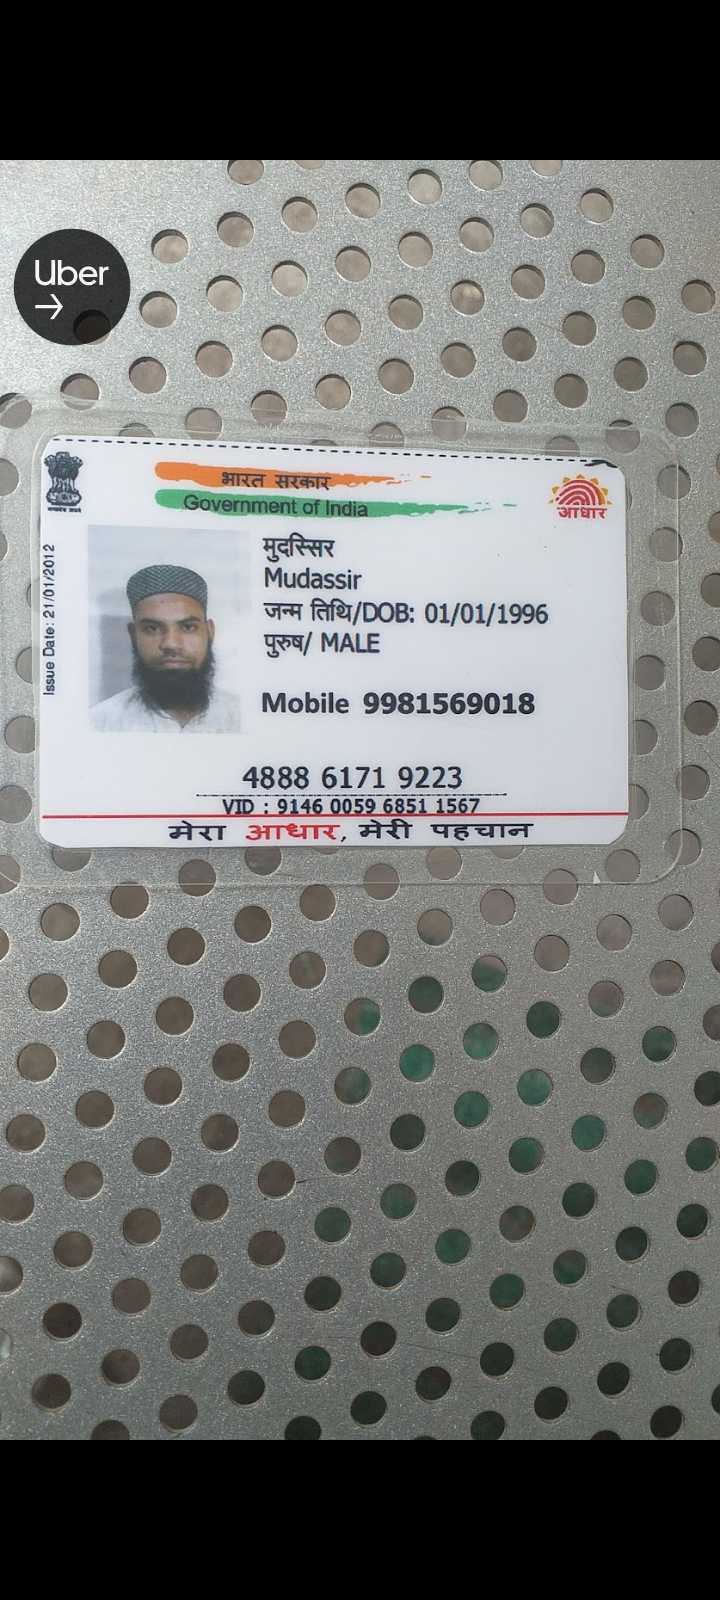 Uber
→
भारत सरकार
Government of India
आधार
Issue Date: 21/01/2012
मुदस्सिर
Mudassir
जन्म तिथि/DOB: 01/01/1996
पुरुष/ MALE
Mobile 9981569018
4888 6171 9223
VID : 9146 0059 6851 1567
मेरा आधार, मेरी पहचान